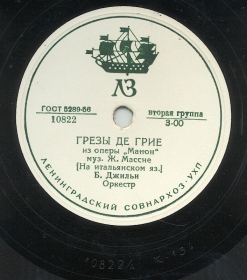 ЛЗ
ГОСТ 5289-56
10822
вторая группа
3-00
ГРЕЗЫ ДЕ ГРИЕ
из оперы „Манон"
муз. Ж. Массне
[На итальянском яз.]
Б. Джильи
Оркестр
ЛЕНИНГРАДСКИЙ СОВНАРХОЗ-УХП